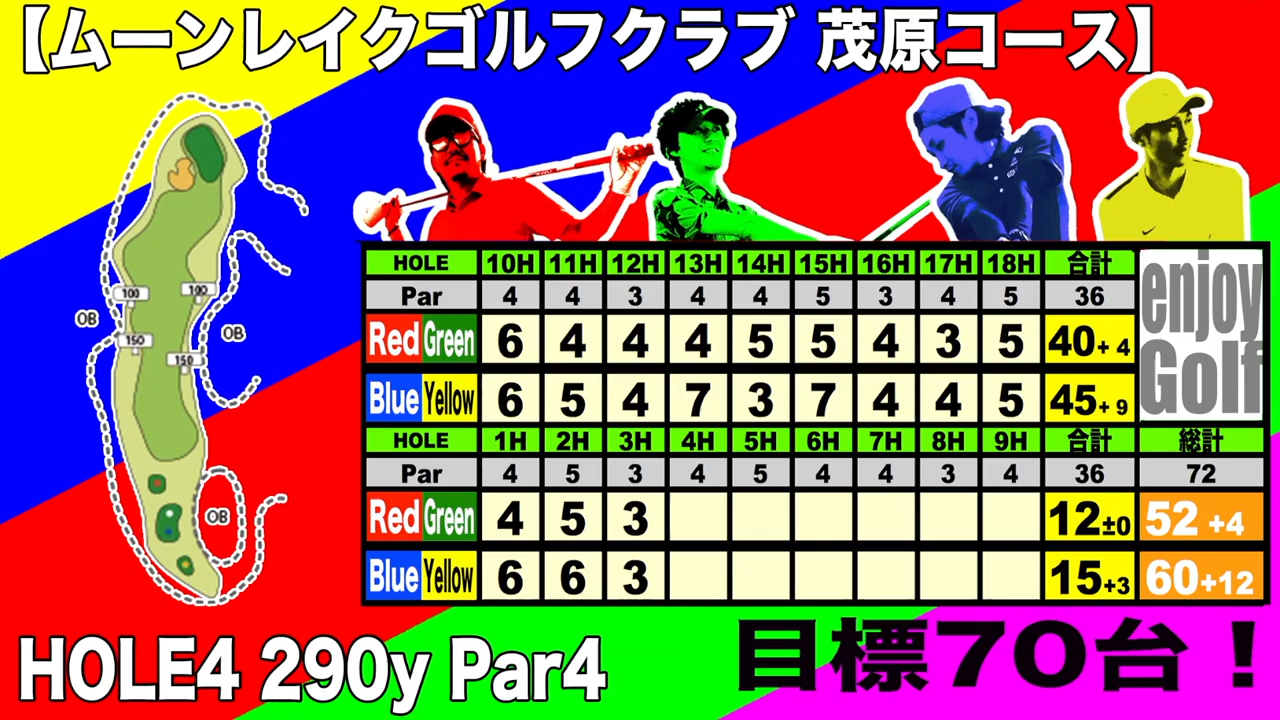 【ムーンレイクゴルフクラブ 茂原コース】
HOLE 10H 11H 12H 13H 14H 15H 16H 17H 18H 合計
Par 4 4 3 4 4 5 3 4 5 36
Red Green 6 4 4 4 5 5 4 3 5 40+ 4
Blue Yellow 6 5 4 7 3 7 4 4 5 45+ 9
enjoy
Golf
HOLE 1H 2H 3H 4H 5H 6H 7H 8H 9H 合計 総計
Par 4 5 3 4 5 4 4 3 4 36 72
Red Green 4 5 3 12±0 52 +4
Blue Yellow 6 6 3 15+3 60+12
100 100
OB OB
150 150
OB
HOLE4 290y Par4
目標70台！